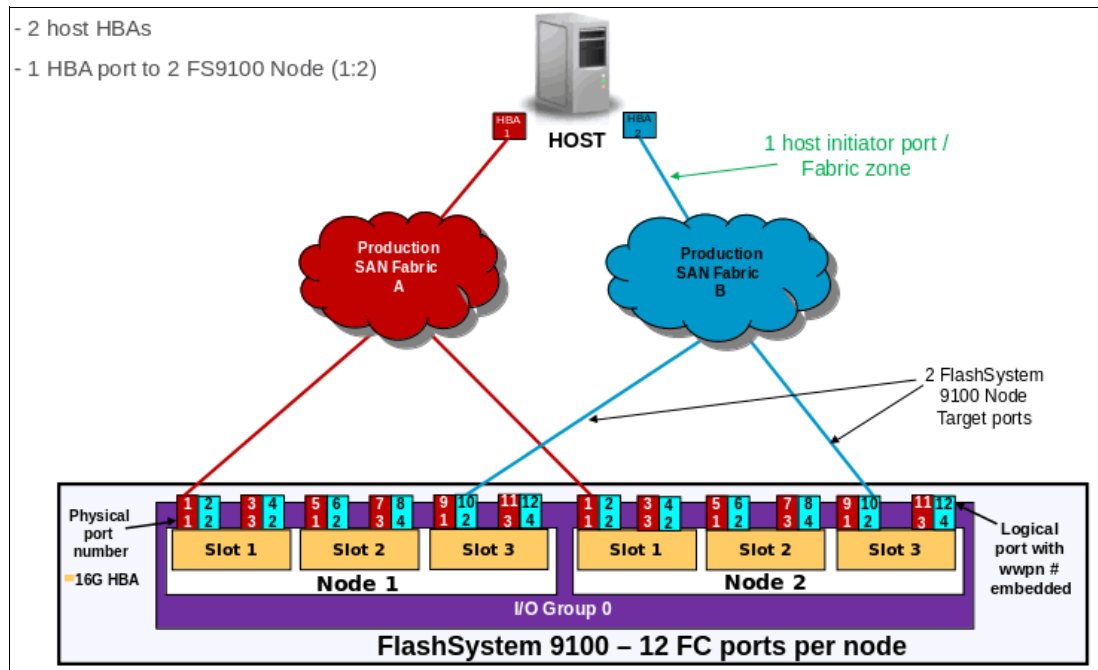 - 2 host HBAs
- 1 HBA port to 2 FS9100 Node (1:2)
HBA
1
HOST
HBA
2
1 host initiator port /
Fabric zone
Production
SAN Fabric
A
Production
SAN Fabric
B
2 FlashSystem
9100 Node
Target ports
Physical
port
number
16G HBA
1 2 3 4 5 6 7 8 9 10 11 12 1 2 3 4 5 6 7 8 9 10 11 12
1 2 3 2 1 2 3 4 1 2 3 4 1 2 3 2 1 2 3 4 1 2 3 4
Slot 1 Slot 2 Slot 3 Slot 1 Slot 2 Slot 3
Node 1 Node 2
Logical
port with
wwpn #
embedded
I/O Group 0
FlashSystem 9100 – 12 FC ports per node